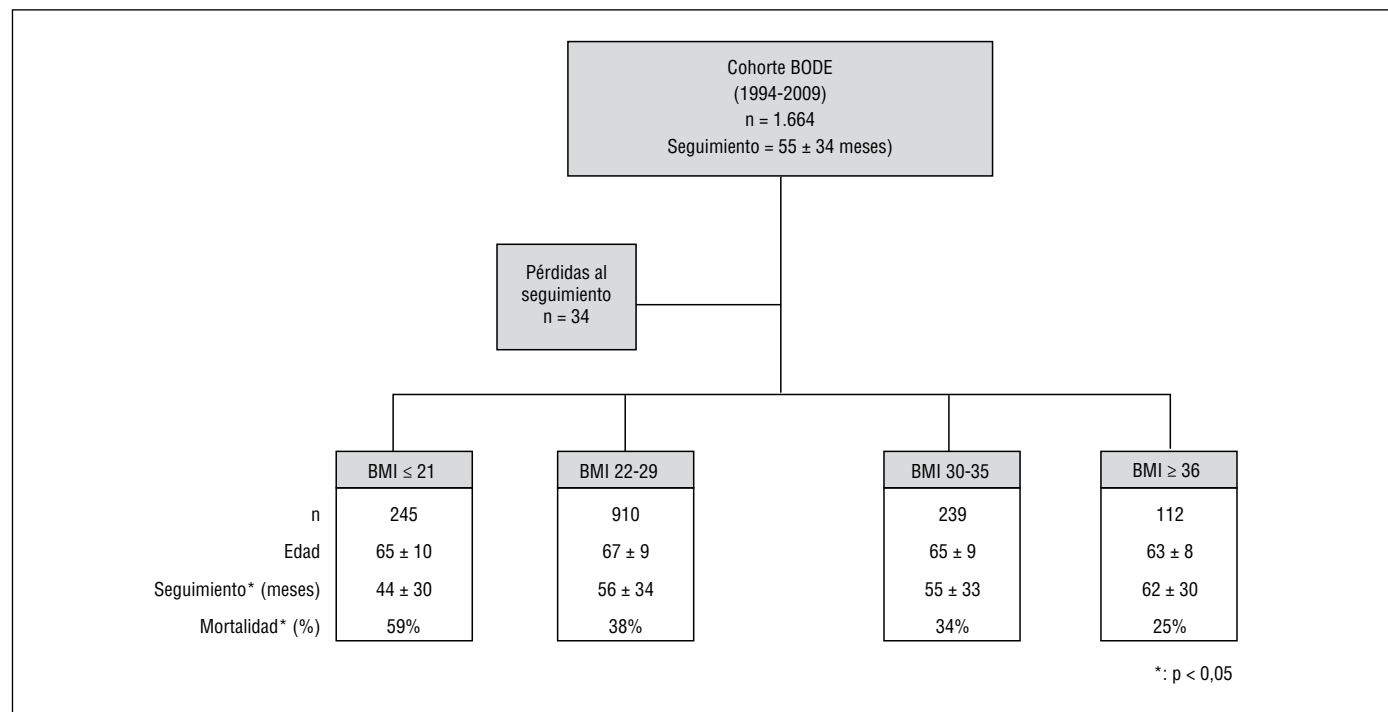 Cohorte BODE
(1994-2009)
n = 1.664
Seguimiento = 55 ± 34 meses)
Pérdidas al
seguimiento
n = 34
BMI ≤ 21 BMI 22-29 BMI 30-35 BMI ≥ 36
n 245 910 239 112
Edad 65 ± 10 67 ± 9 65 ± 9 63 ± 8
Seguimiento* (meses) 44 ± 30 56 ± 34 55 ± 33 62 ± 30
Mortalidad* (%) 59% 38% 34% 25%
*: p < 0,05